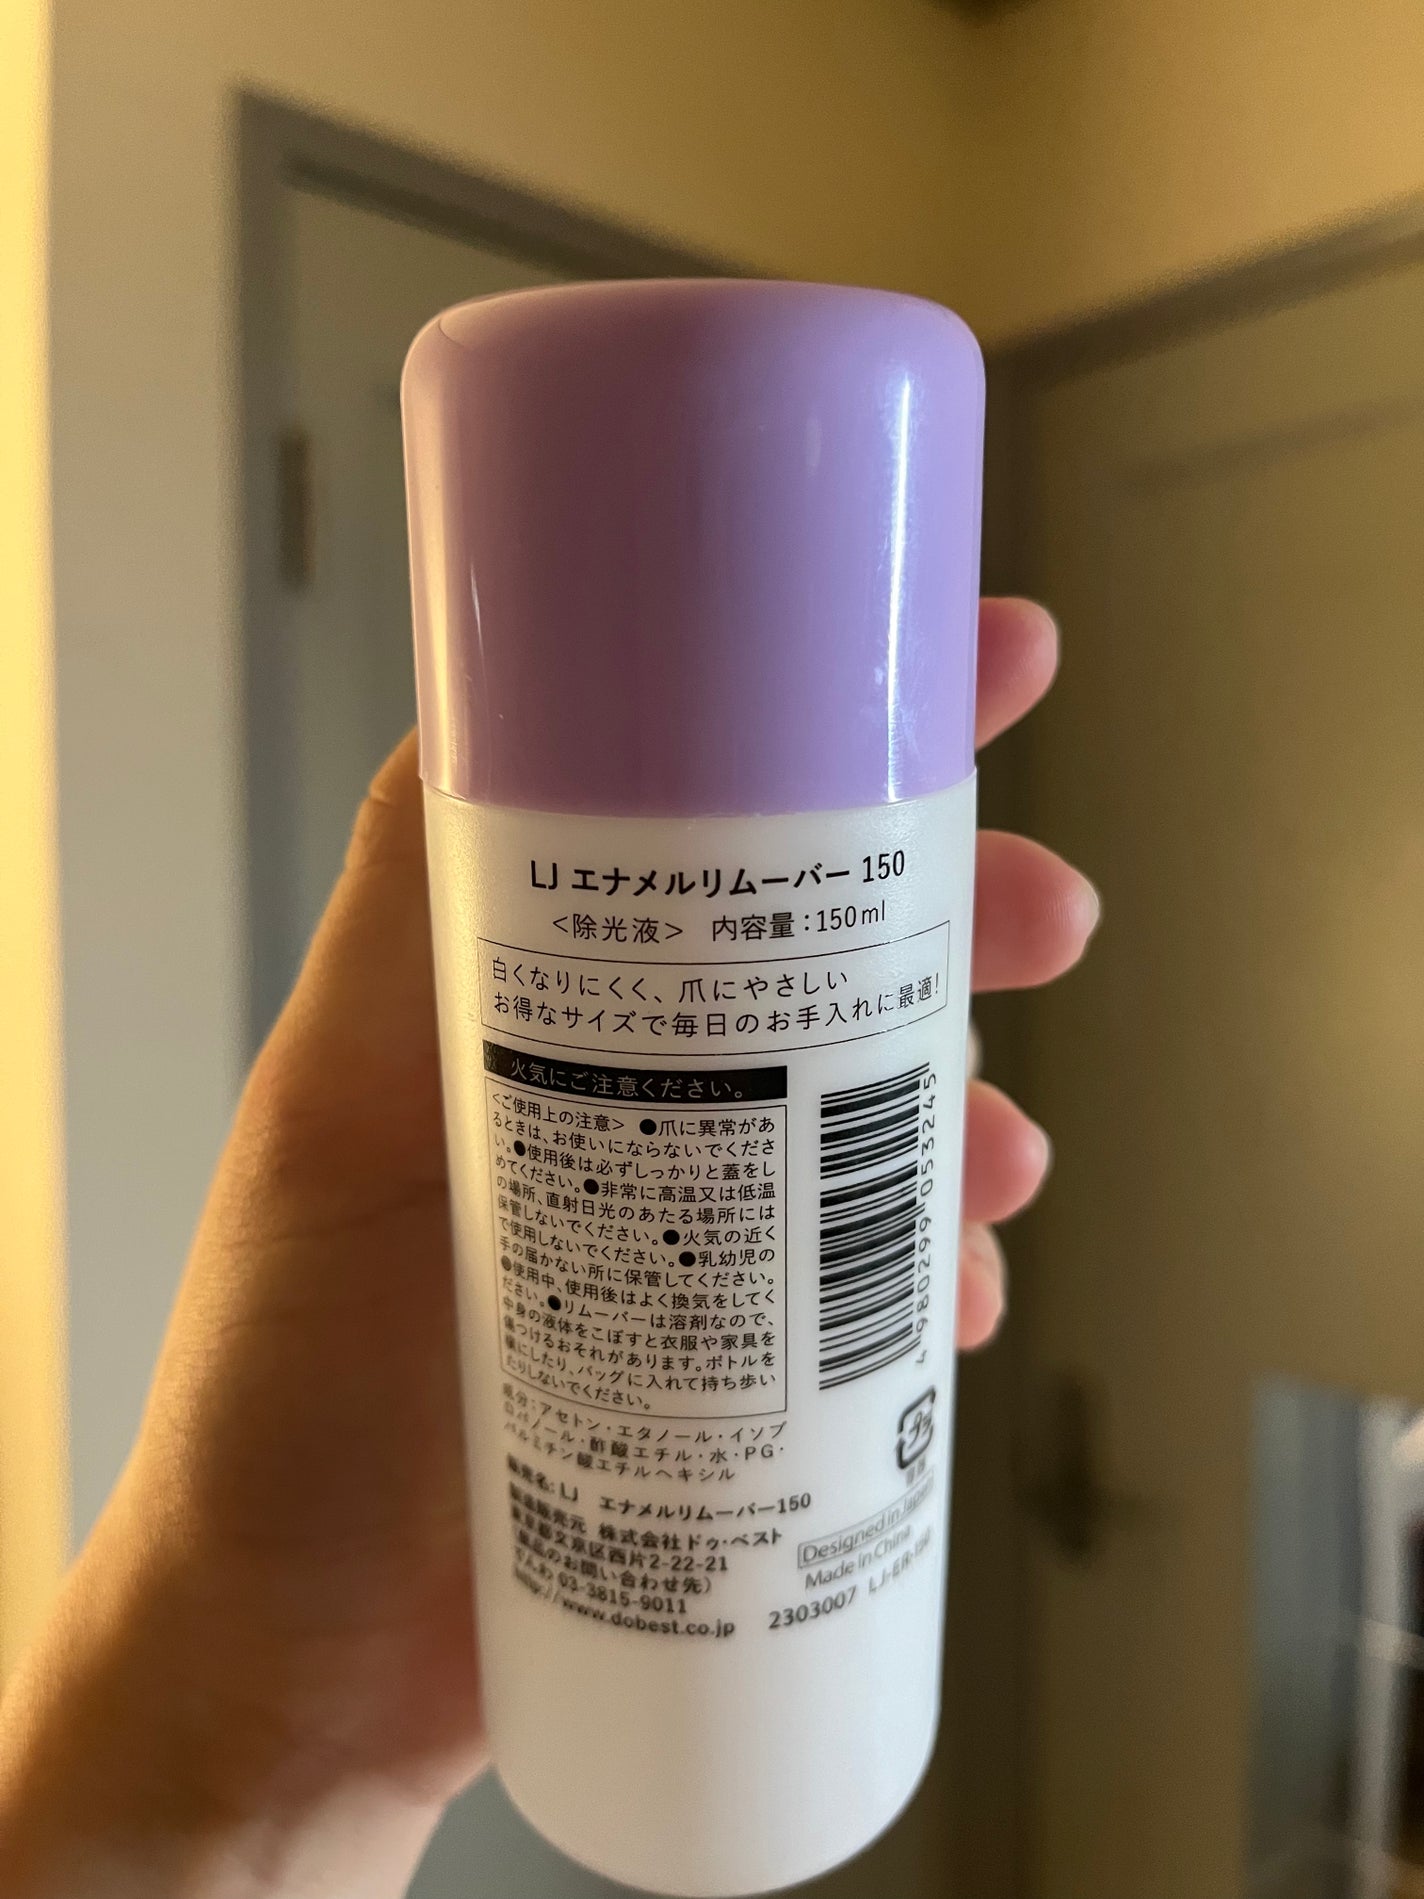 LJ エナメルリムーバー 150
<除光液> 内容量：150ml
白くなりにくく、爪にやさしい
お得なサイズで毎日のお手入れに最適！
火気にご注意ください。
<ご使用上の注意> ●爪に異常があ
るときは、お使いにならないでくださ
い。●使用後は必ずしっかりと蓋をし
めてください。●非常に高温又は低温
の場所、直射日光のあたる場所には
保管しないでください。●火気の近く
で使用しないでください。●乳幼児の
手の届かない所に保管してください。
●使用中、使用後はよく換気をしてく
ださい。●リムーバーは溶剤なので、
中身の液体をこぼすと衣服や家具を
傷つけるおそれがあります。ボトルを
横にしたり、バッグに入れて持ち歩い
たりしないでください。
成分：アセトン・エタノール・イソプ
ロパノール・酢酸エチル・水・PG・
パルミチン酸エチルヘキシル
販売名：LJ エナメルリムーバー150
製造販売元 株式会社ドゥ・ベスト
東京都文京区西片2-22-21
(製品のお問い合わせ先)
でんわ 03-3815-9011
http://www.dobest.co.jp
4980299053245
プラ
Designed in Japan
Made in China
2303007 LJ-ER-150